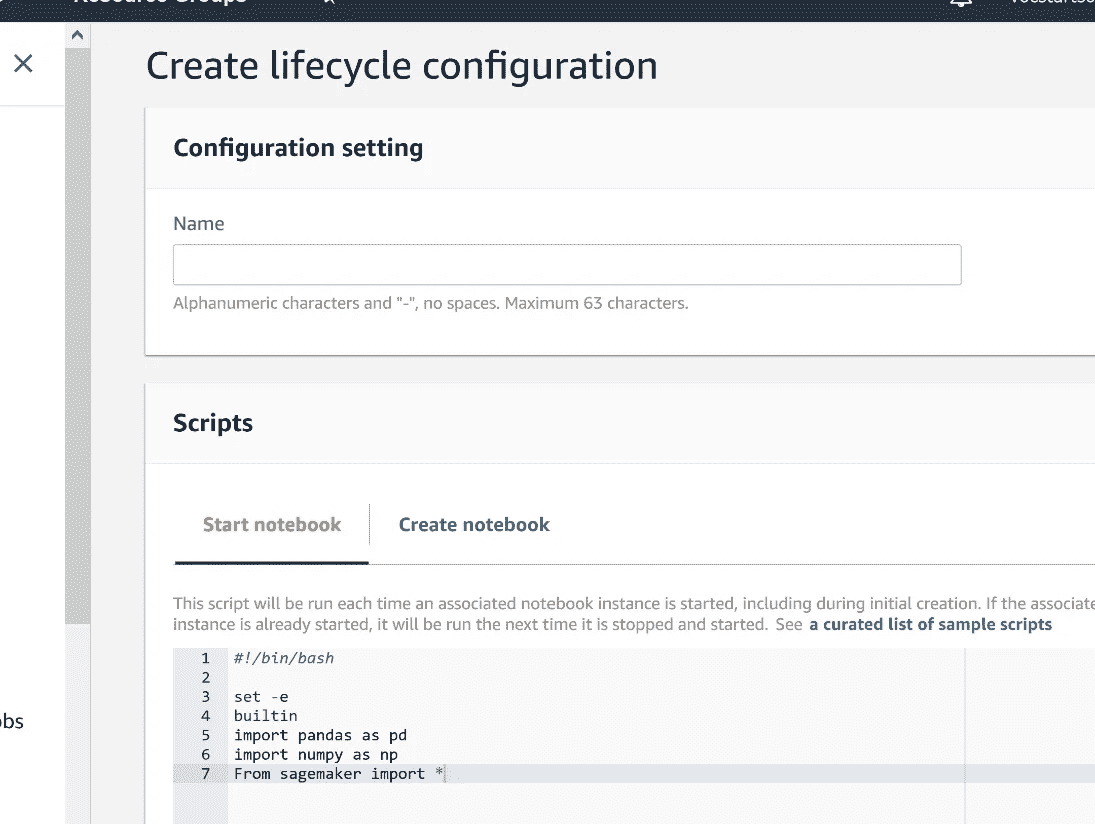 Resource Groups
Create lifecycle configuration
Configuration setting
Name
Alphanumeric characters and "-", no spaces. Maximum 63 characters.
Scripts
Start notebook
Create notebook
This script will be run each time an associated notebook instance is started, including during initial creation. If the associate
instance is already started, it will be run the next time it is stopped and started. See a curated list of sample scripts
obs
1 #!/bin/bash
2
3 set -e
4 builtin
5 import pandas as pd
6 import numpy as np
7 From sagemaker import *